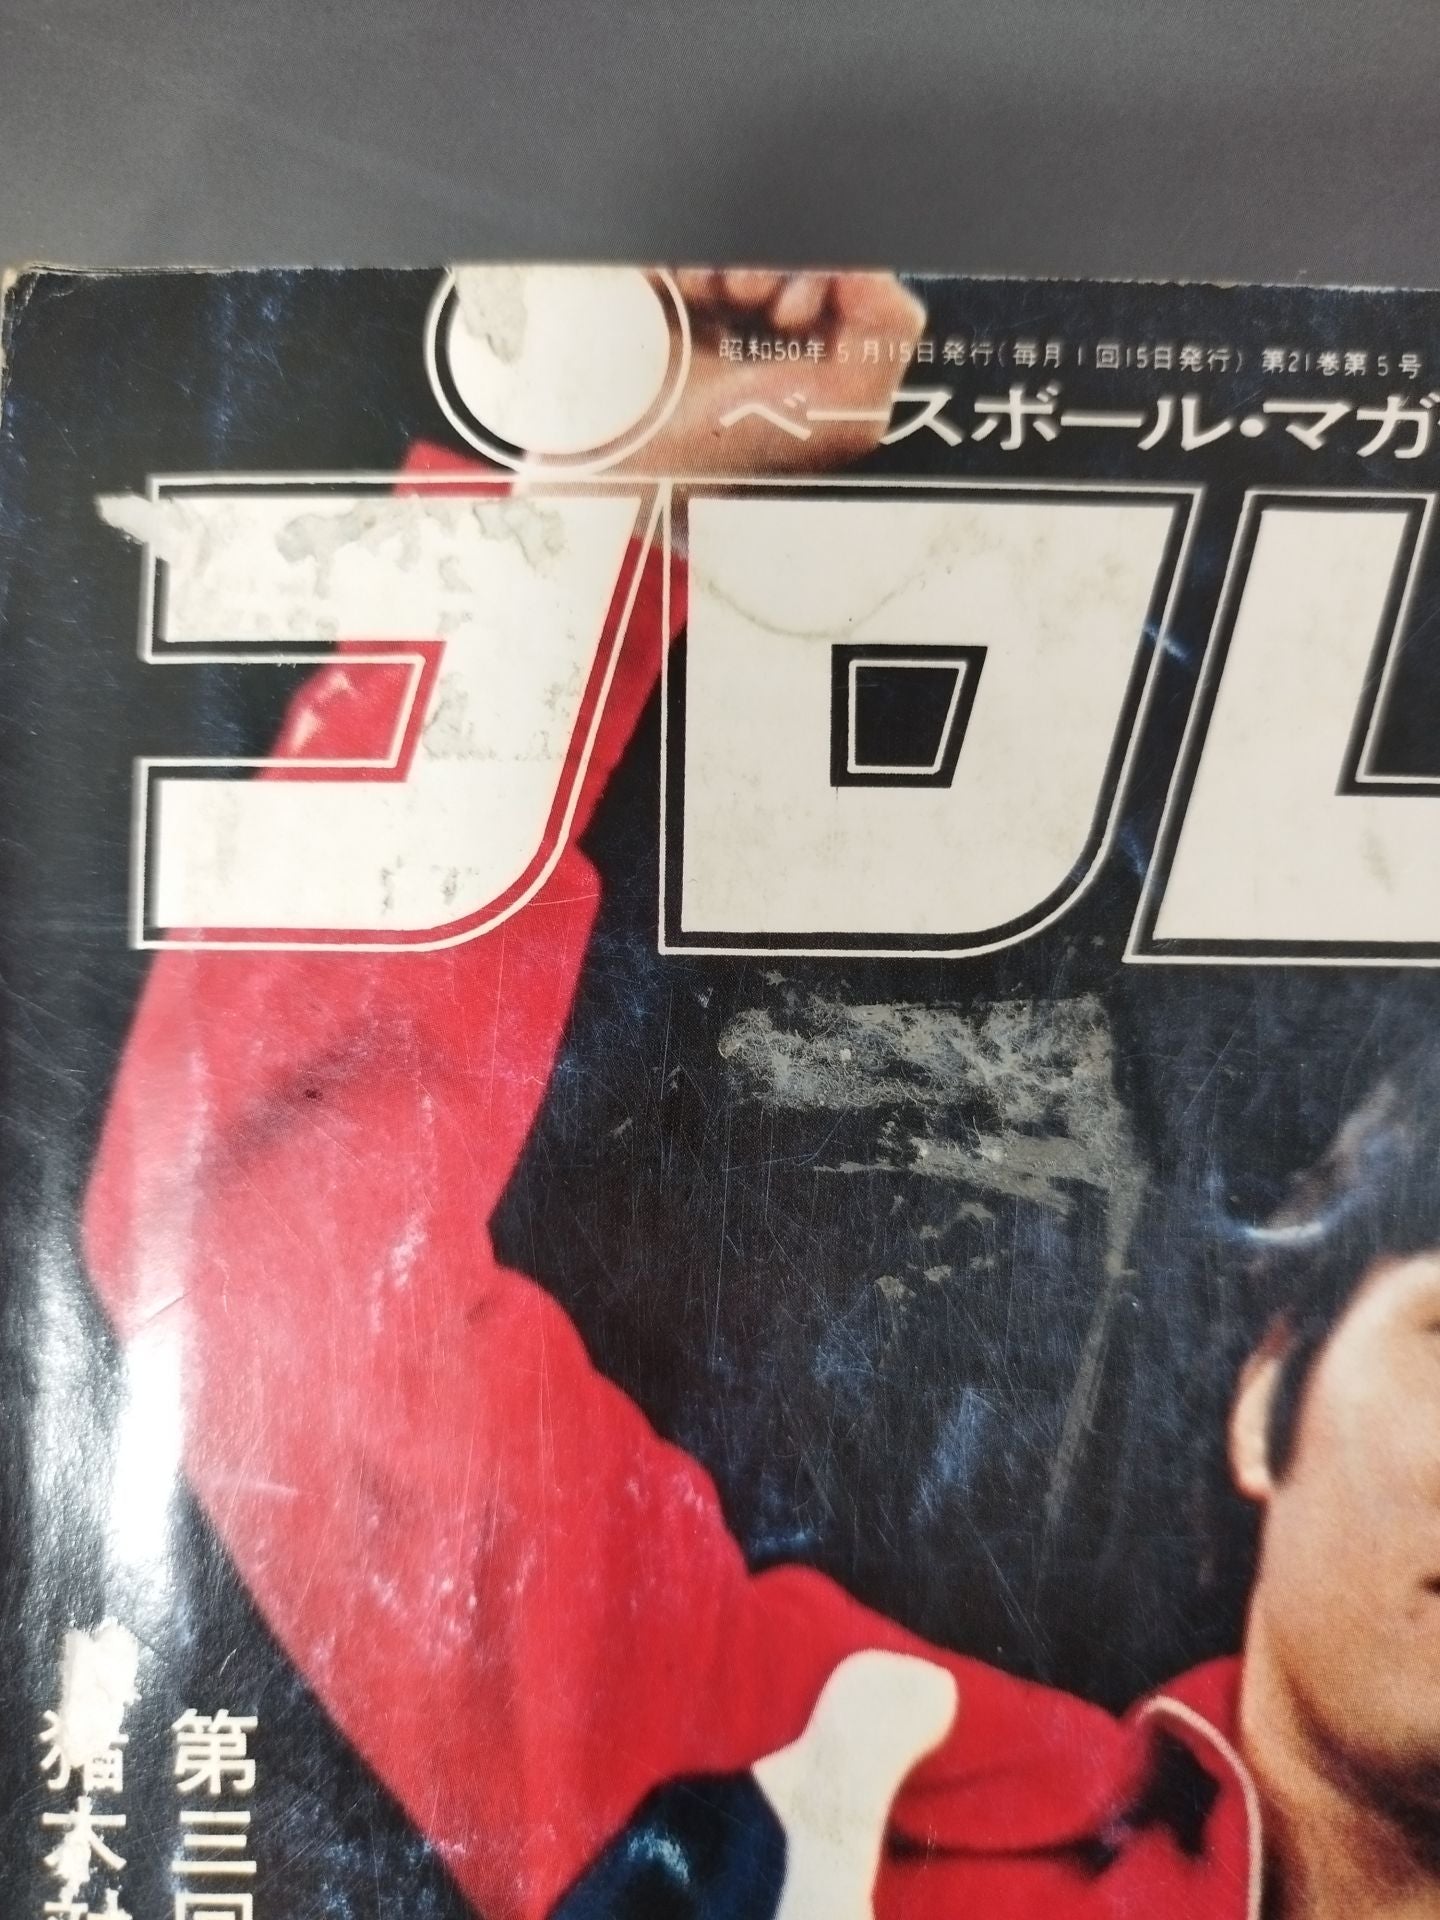 昭和50年5月15日発行(毎月1回15日発行) 第21巻第5号
ベースボール・マガ
プロレ
第三回
猪木対